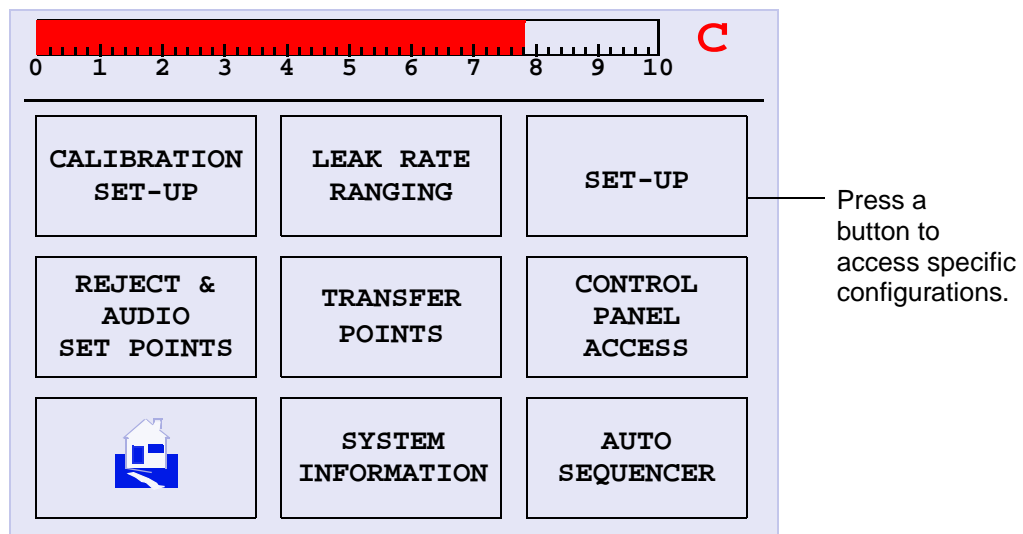 C
0 1 2 3 4 5 6 7 8 9 10
CALIBRATION
SET-UP
LEAK RATE
RANGING
SET-UP
Press a
button to
access specific
configurations.
REJECT &
AUDIO
SET POINTS
TRANSFER
POINTS
CONTROL
PANEL
ACCESS
SYSTEM
INFORMATION
AUTO
SEQUENCER